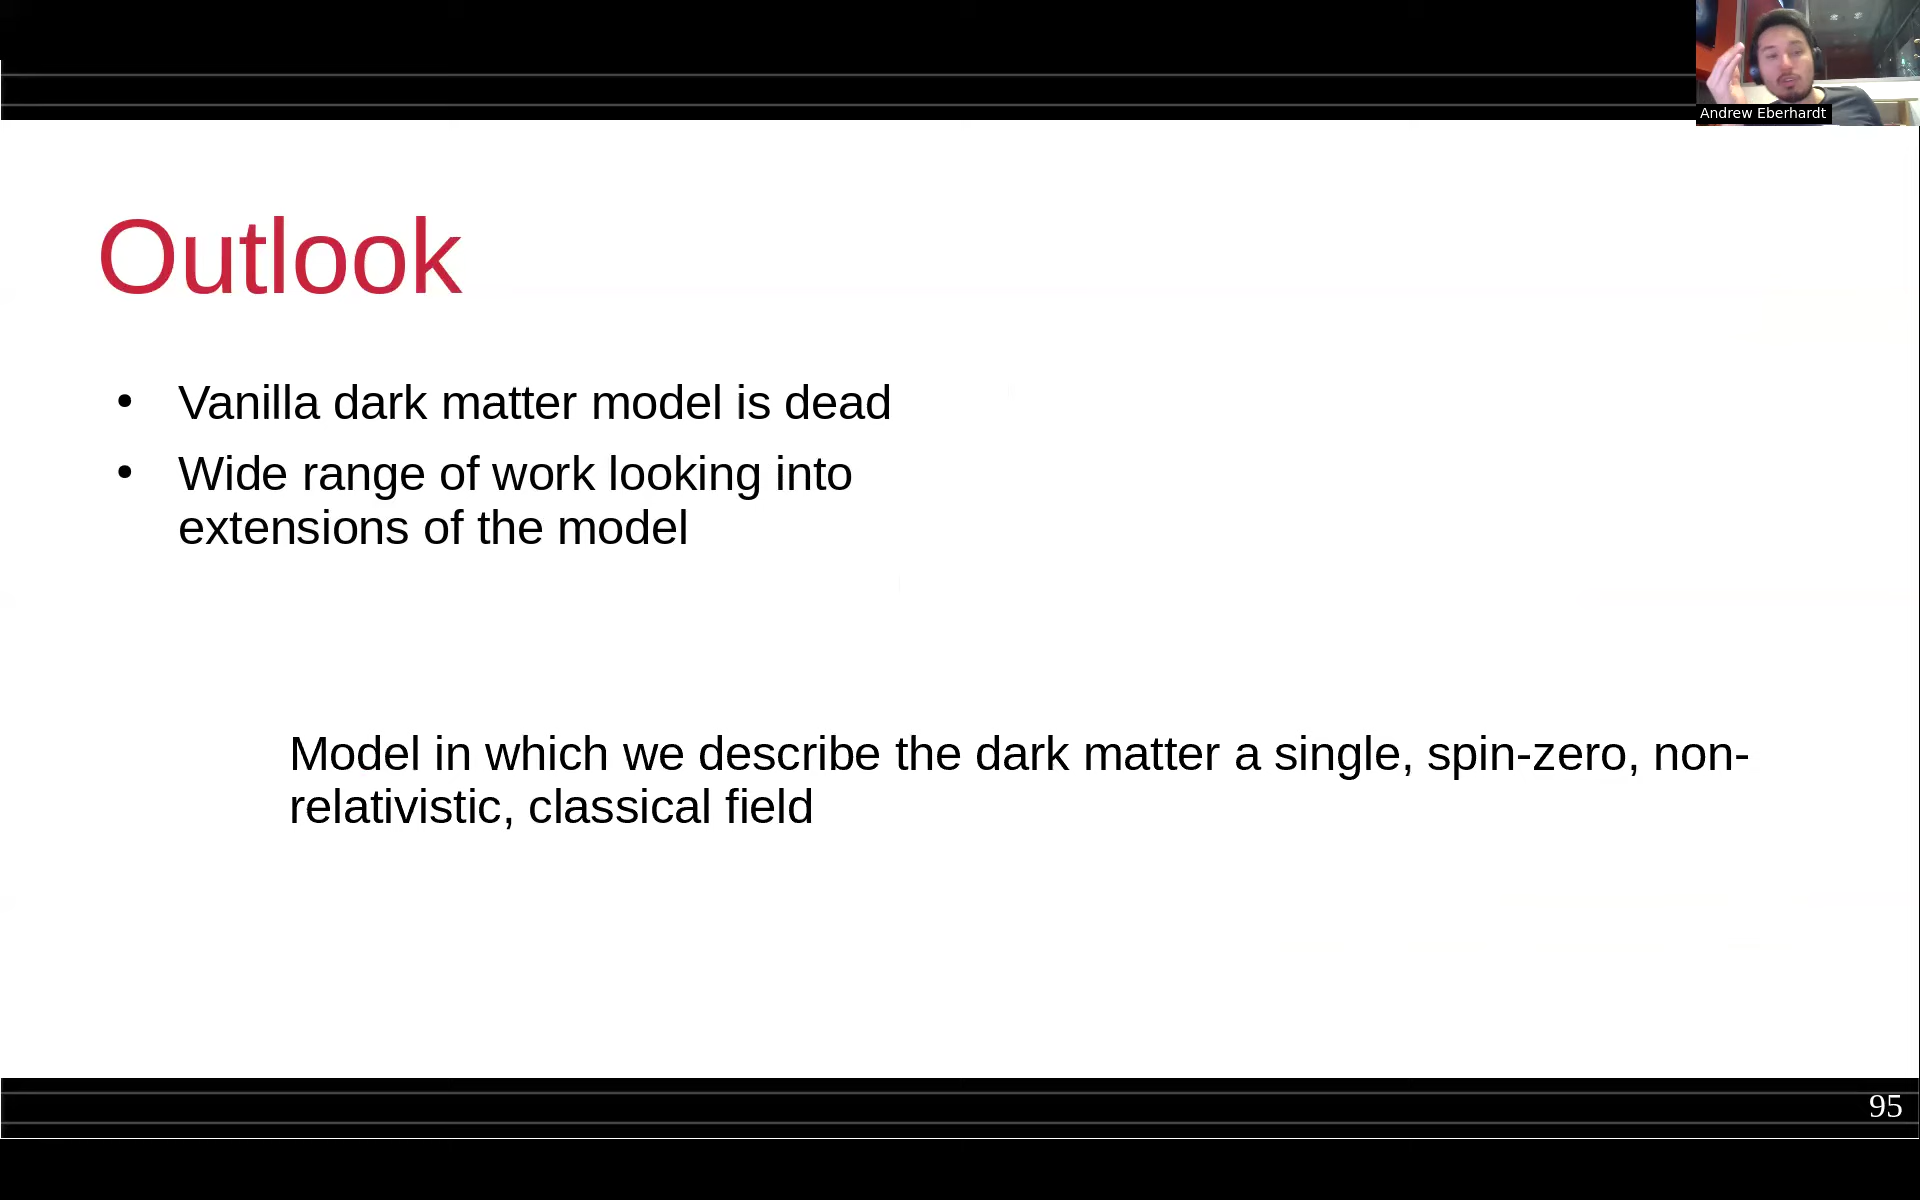 Andrew Eberhardt
Outlook
• Vanilla dark matter model is dead
• Wide range of work looking into
extensions of the model
Model in which we describe the dark matter a single, spin-zero, non-
relativistic, classical field
95